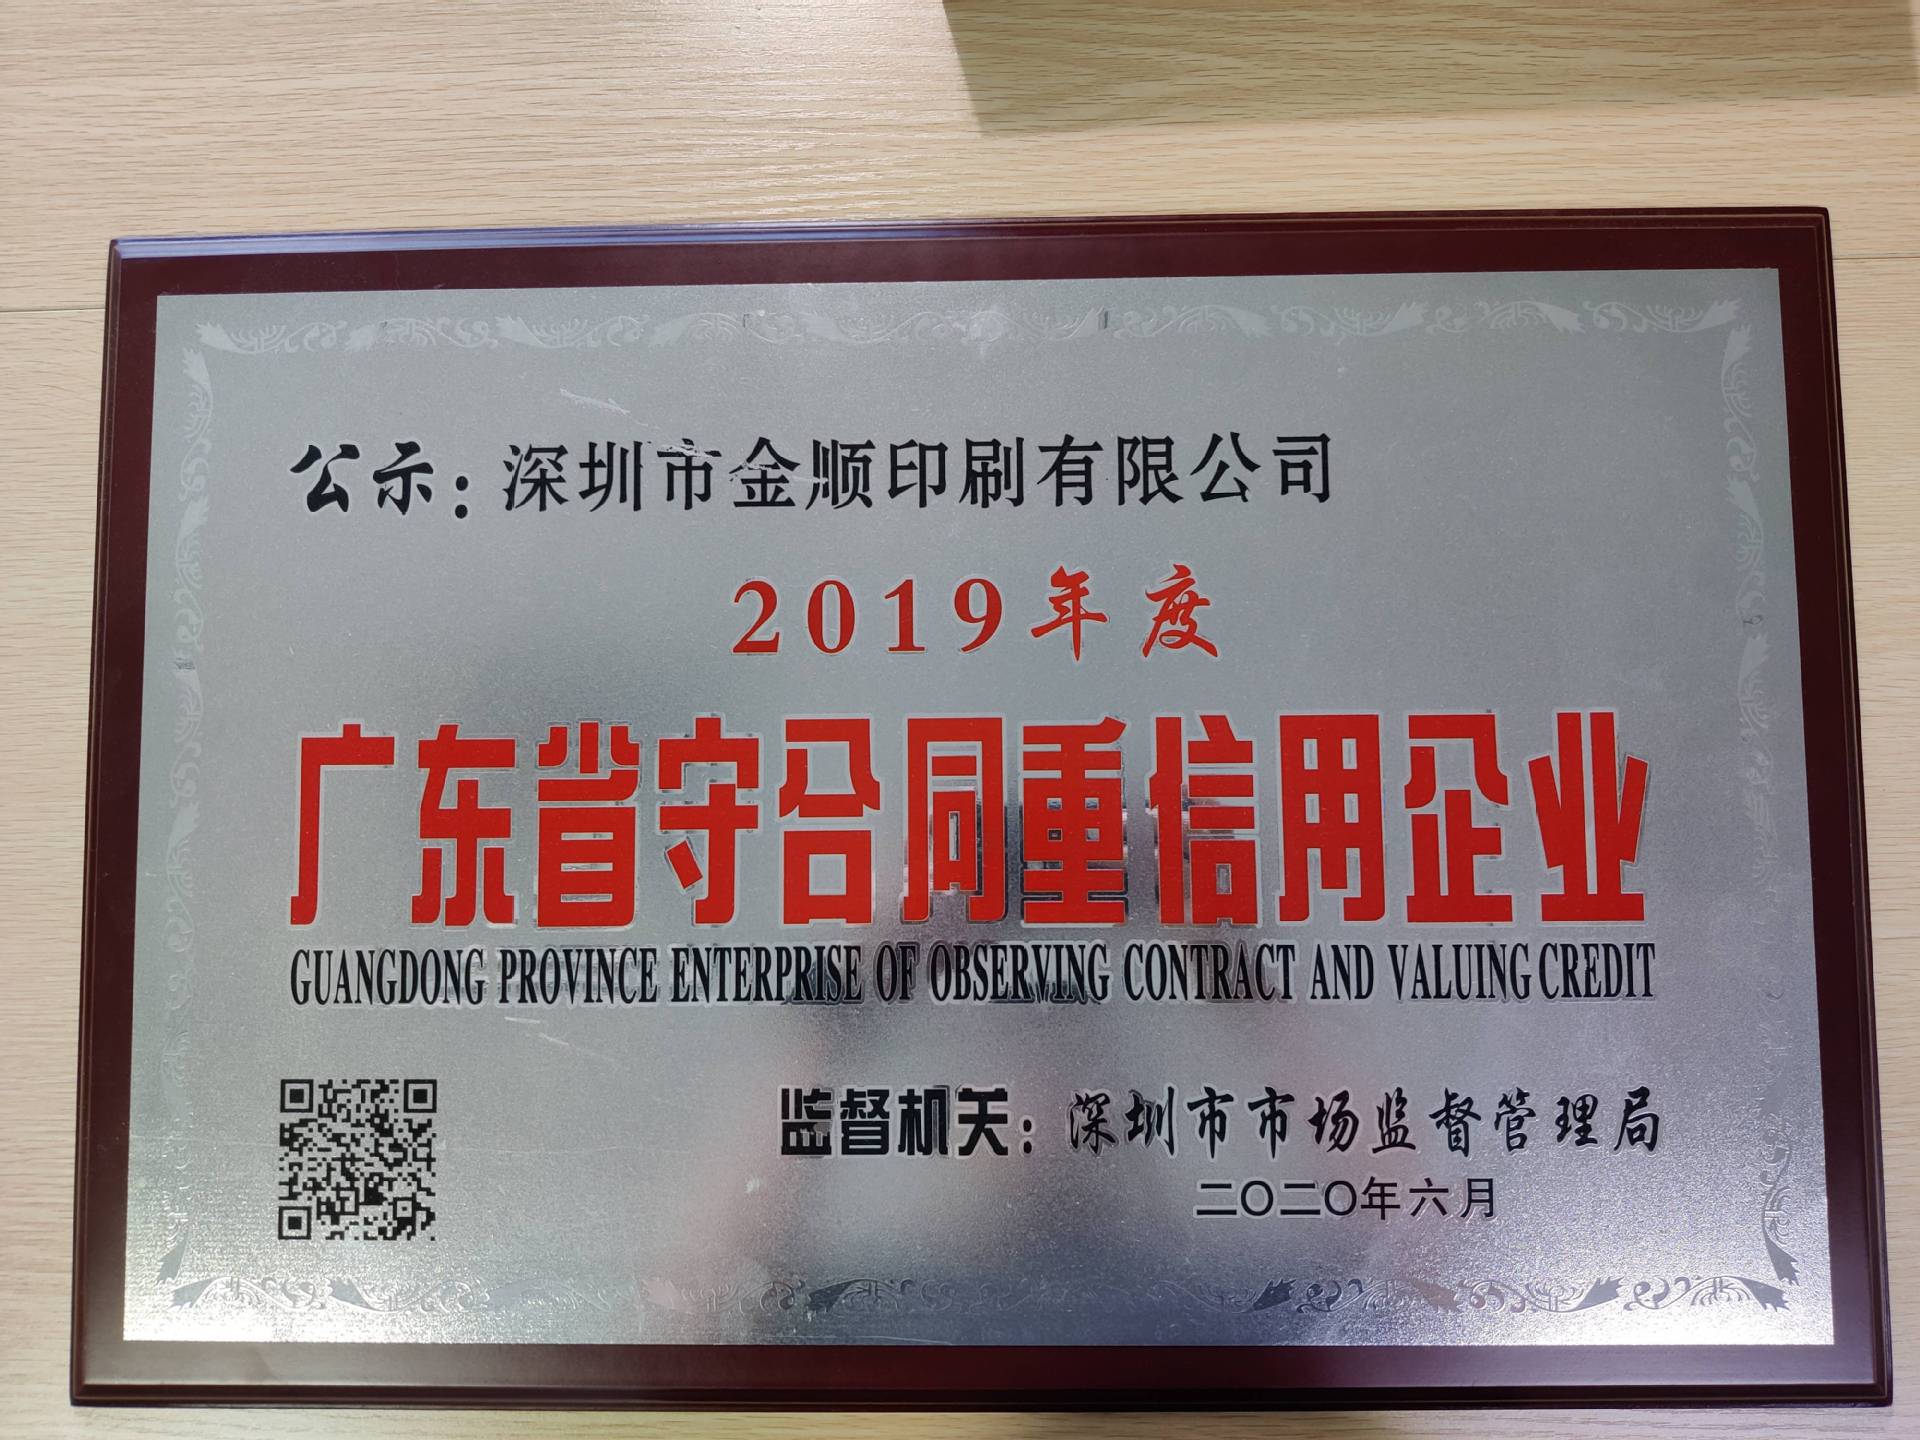 公示：深圳市金顺印刷有限公司
2019年度
广东省守合同重信用企业
GUANGDONG PROVINCE ENTERPRISE OF OBSERVING CONTRACT AND VALUING CREDIT
监督机关：深圳市市场监督管理局
二〇二〇年六月